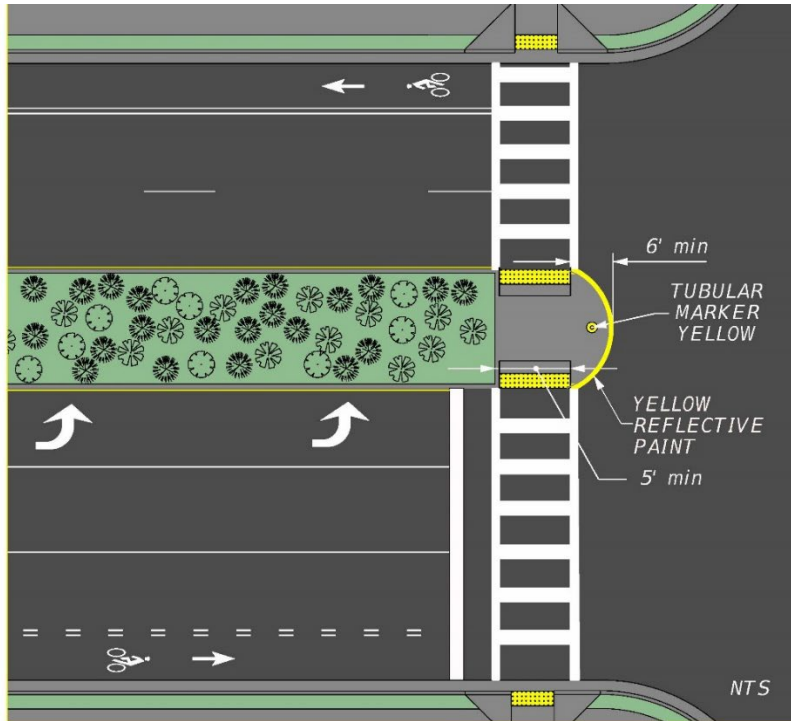 6' min
TUBULAR
MARKER
YELLOW
YELLOW
REFLECTIVE
PAINT
5' min
NTS